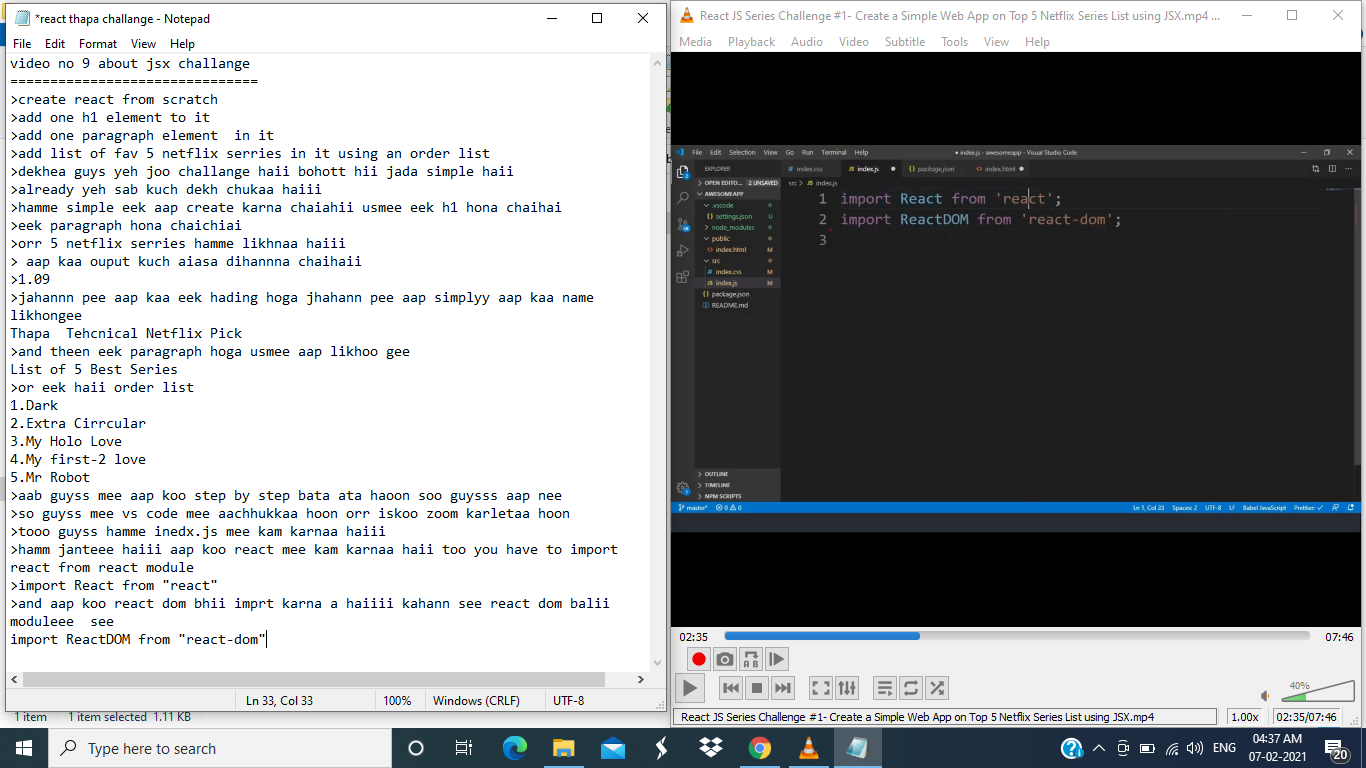 *react thapa challange - Notepad
File Edit Format View Help
video no 9 about jsx challange
===============================
>create react from scratch
>add one h1 element to it
>add one paragraph element  in it
>add list of fav 5 netflix serries in it using an order list
>dekhea guys yeh joo challange haii bohott hii jada simple haii
>already yeh sab kuch dekh chukaa haiii
>hamme simple eek aap create karna chaiahii usmee eek h1 hona chaihai
>eek paragraph hona chaichiai
>orr 5 netflix serries hamme likhnaa haiii
> aap kaa ouput kuch aiasa dihannna chaihaii
>1.09
>jahannn pee aap kaa eek hading hoga jhahann pee aap simplyy aap kaa name
likhongee
Thapa  Tehcnical Netflix Pick
>and theen eek paragraph hoga usmee aap likhoo gee
List of 5 Best Series
>or eek haii order list
1.Dark
2.Extra Cirrcular
3.My Holo Love
4.My first-2 love
5.Mr Robot
>aab guyss mee aap koo step by step bata ata haoon soo guysss aap nee
>so guyss mee vs code mee aachhukkaa hoon orr iskoo zoom karletaa hoon
>tooo guyss hamme inedx.js mee kam karnaa haiii
>hamm janteee haiii aap koo react mee kam karnaa haii too you have to import
react from react module
>import React from "react"
>and aap koo react dom bhii imprt karna a haiiii kahann see react dom balii
moduleee  see
import ReactDOM from "react-dom"
Ln 33, Col 33 100% Windows (CRLF) UTF-8
1 item 1 item selected 1.11 KB
React JS Series Challenge #1- Create a Simple Web App on Top 5 Netflix Series List using JSX.mp4 ...
Media Playback Audio Video Subtitle Tools View Help
File Edit Selection View Go Run Terminal Help
● index.js - awesomeapp - Visual Studio Code
EXPLORER
index.css index.js package.json index.html
OPEN EDITO... 2 UNSAVED
src > JS index.js
AWESOMEAPP
.vscode
settings.json U
node_modules
public
index.html M
src
index.css M
index.js M
package.json
README.md
OUTLINE
TIMELINE
NPM SCRIPTS
1 import React from 'react';
2 import ReactDOM from 'react-dom';
3
master* 0 0 Ln 1, Col 23 Spaces: 2 UTF-8 LF Babel JavaScript Prettier: ✓
02:35 07:46
40%
React JS Series Challenge #1- Create a Simple Web App on Top 5 Netflix Series List using JSX.mp4 1.00x 02:35/07:46
Type here to search
ENG
04:37 AM
07-02-2021
20